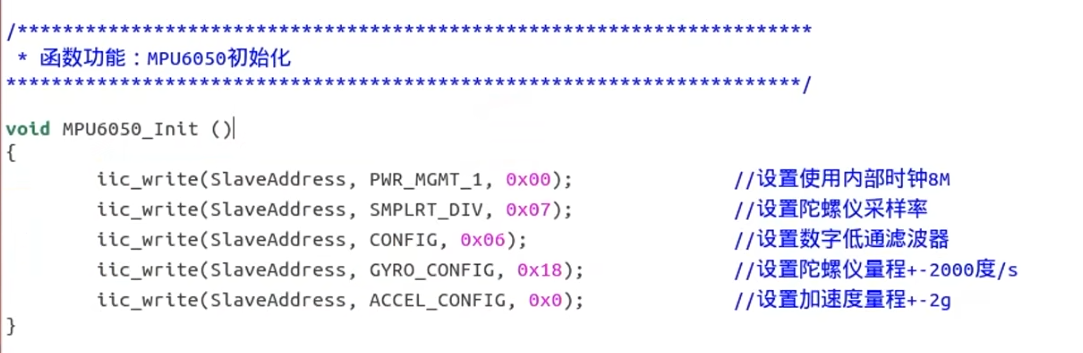 /**********************************************************************
 * 函数功能：MPU6050初始化
**********************************************************************/
void MPU6050_Init ()
{
iic_write(SlaveAddress, PWR_MGMT_1, 0x00); //设置使用内部时钟8M
iic_write(SlaveAddress, SMPLRT_DIV, 0x07); //设置陀螺仪采样率
iic_write(SlaveAddress, CONFIG, 0x06); //设置数字低通滤波器
iic_write(SlaveAddress, GYRO_CONFIG, 0x18); //设置陀螺仪量程+-2000度/s
iic_write(SlaveAddress, ACCEL_CONFIG, 0x0); //设置加速度量程+-2g
}